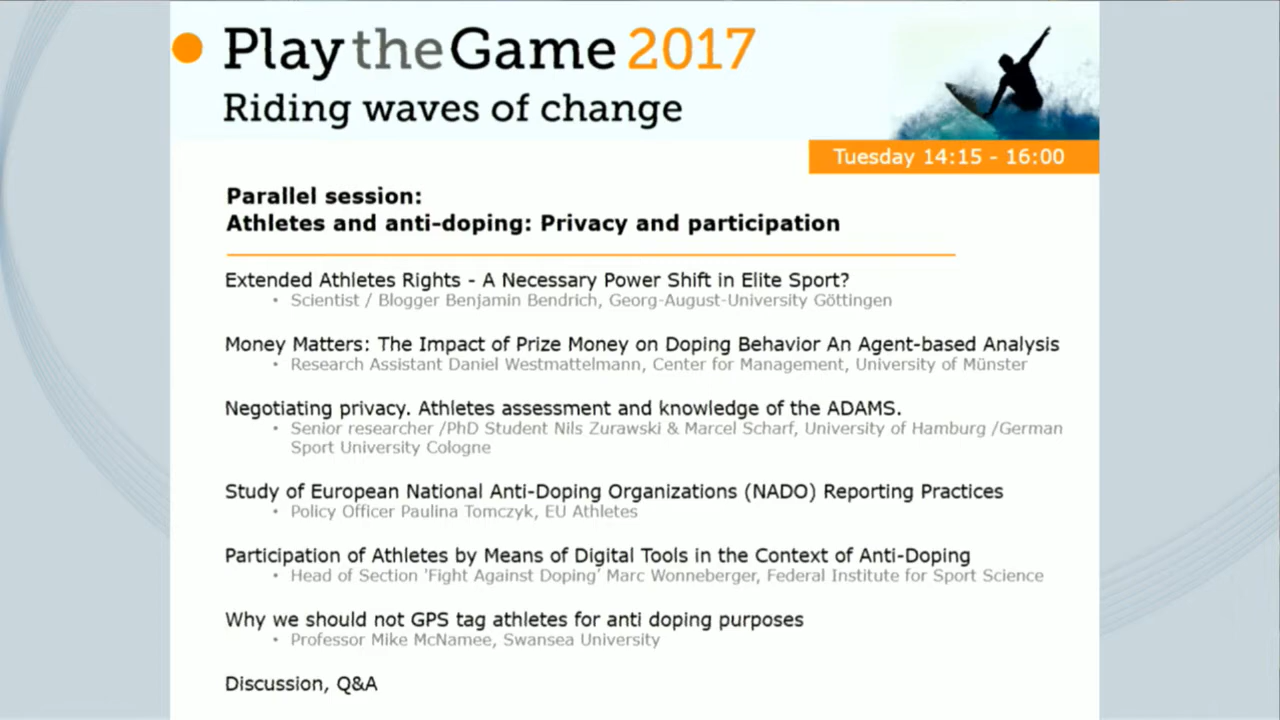 Play the Game 2017
Riding waves of change
Tuesday 14:15 - 16:00
Parallel session:
Athletes and anti-doping: Privacy and participation
Extended Athletes Rights - A Necessary Power Shift in Elite Sport?
• Scientist / Blogger Benjamin Bendrich, Georg-August-University Göttingen
Money Matters: The Impact of Prize Money on Doping Behavior An Agent-based Analysis
• Research Assistant Daniel Westmattelmann, Center for Management, University of Münster
Negotiating privacy. Athletes assessment and knowledge of the ADAMS.
• Senior researcher /PhD Student Nils Zurawski & Marcel Scharf, University of Hamburg /German
Sport University Cologne
Study of European National Anti-Doping Organizations (NADO) Reporting Practices
• Policy Officer Paulina Tomczyk, EU Athletes
Participation of Athletes by Means of Digital Tools in the Context of Anti-Doping
• Head of Section 'Fight Against Doping' Marc Wonneberger, Federal Institute for Sport Science
Why we should not GPS tag athletes for anti doping purposes
• Professor Mike McNamee, Swansea University
Discussion, Q&A